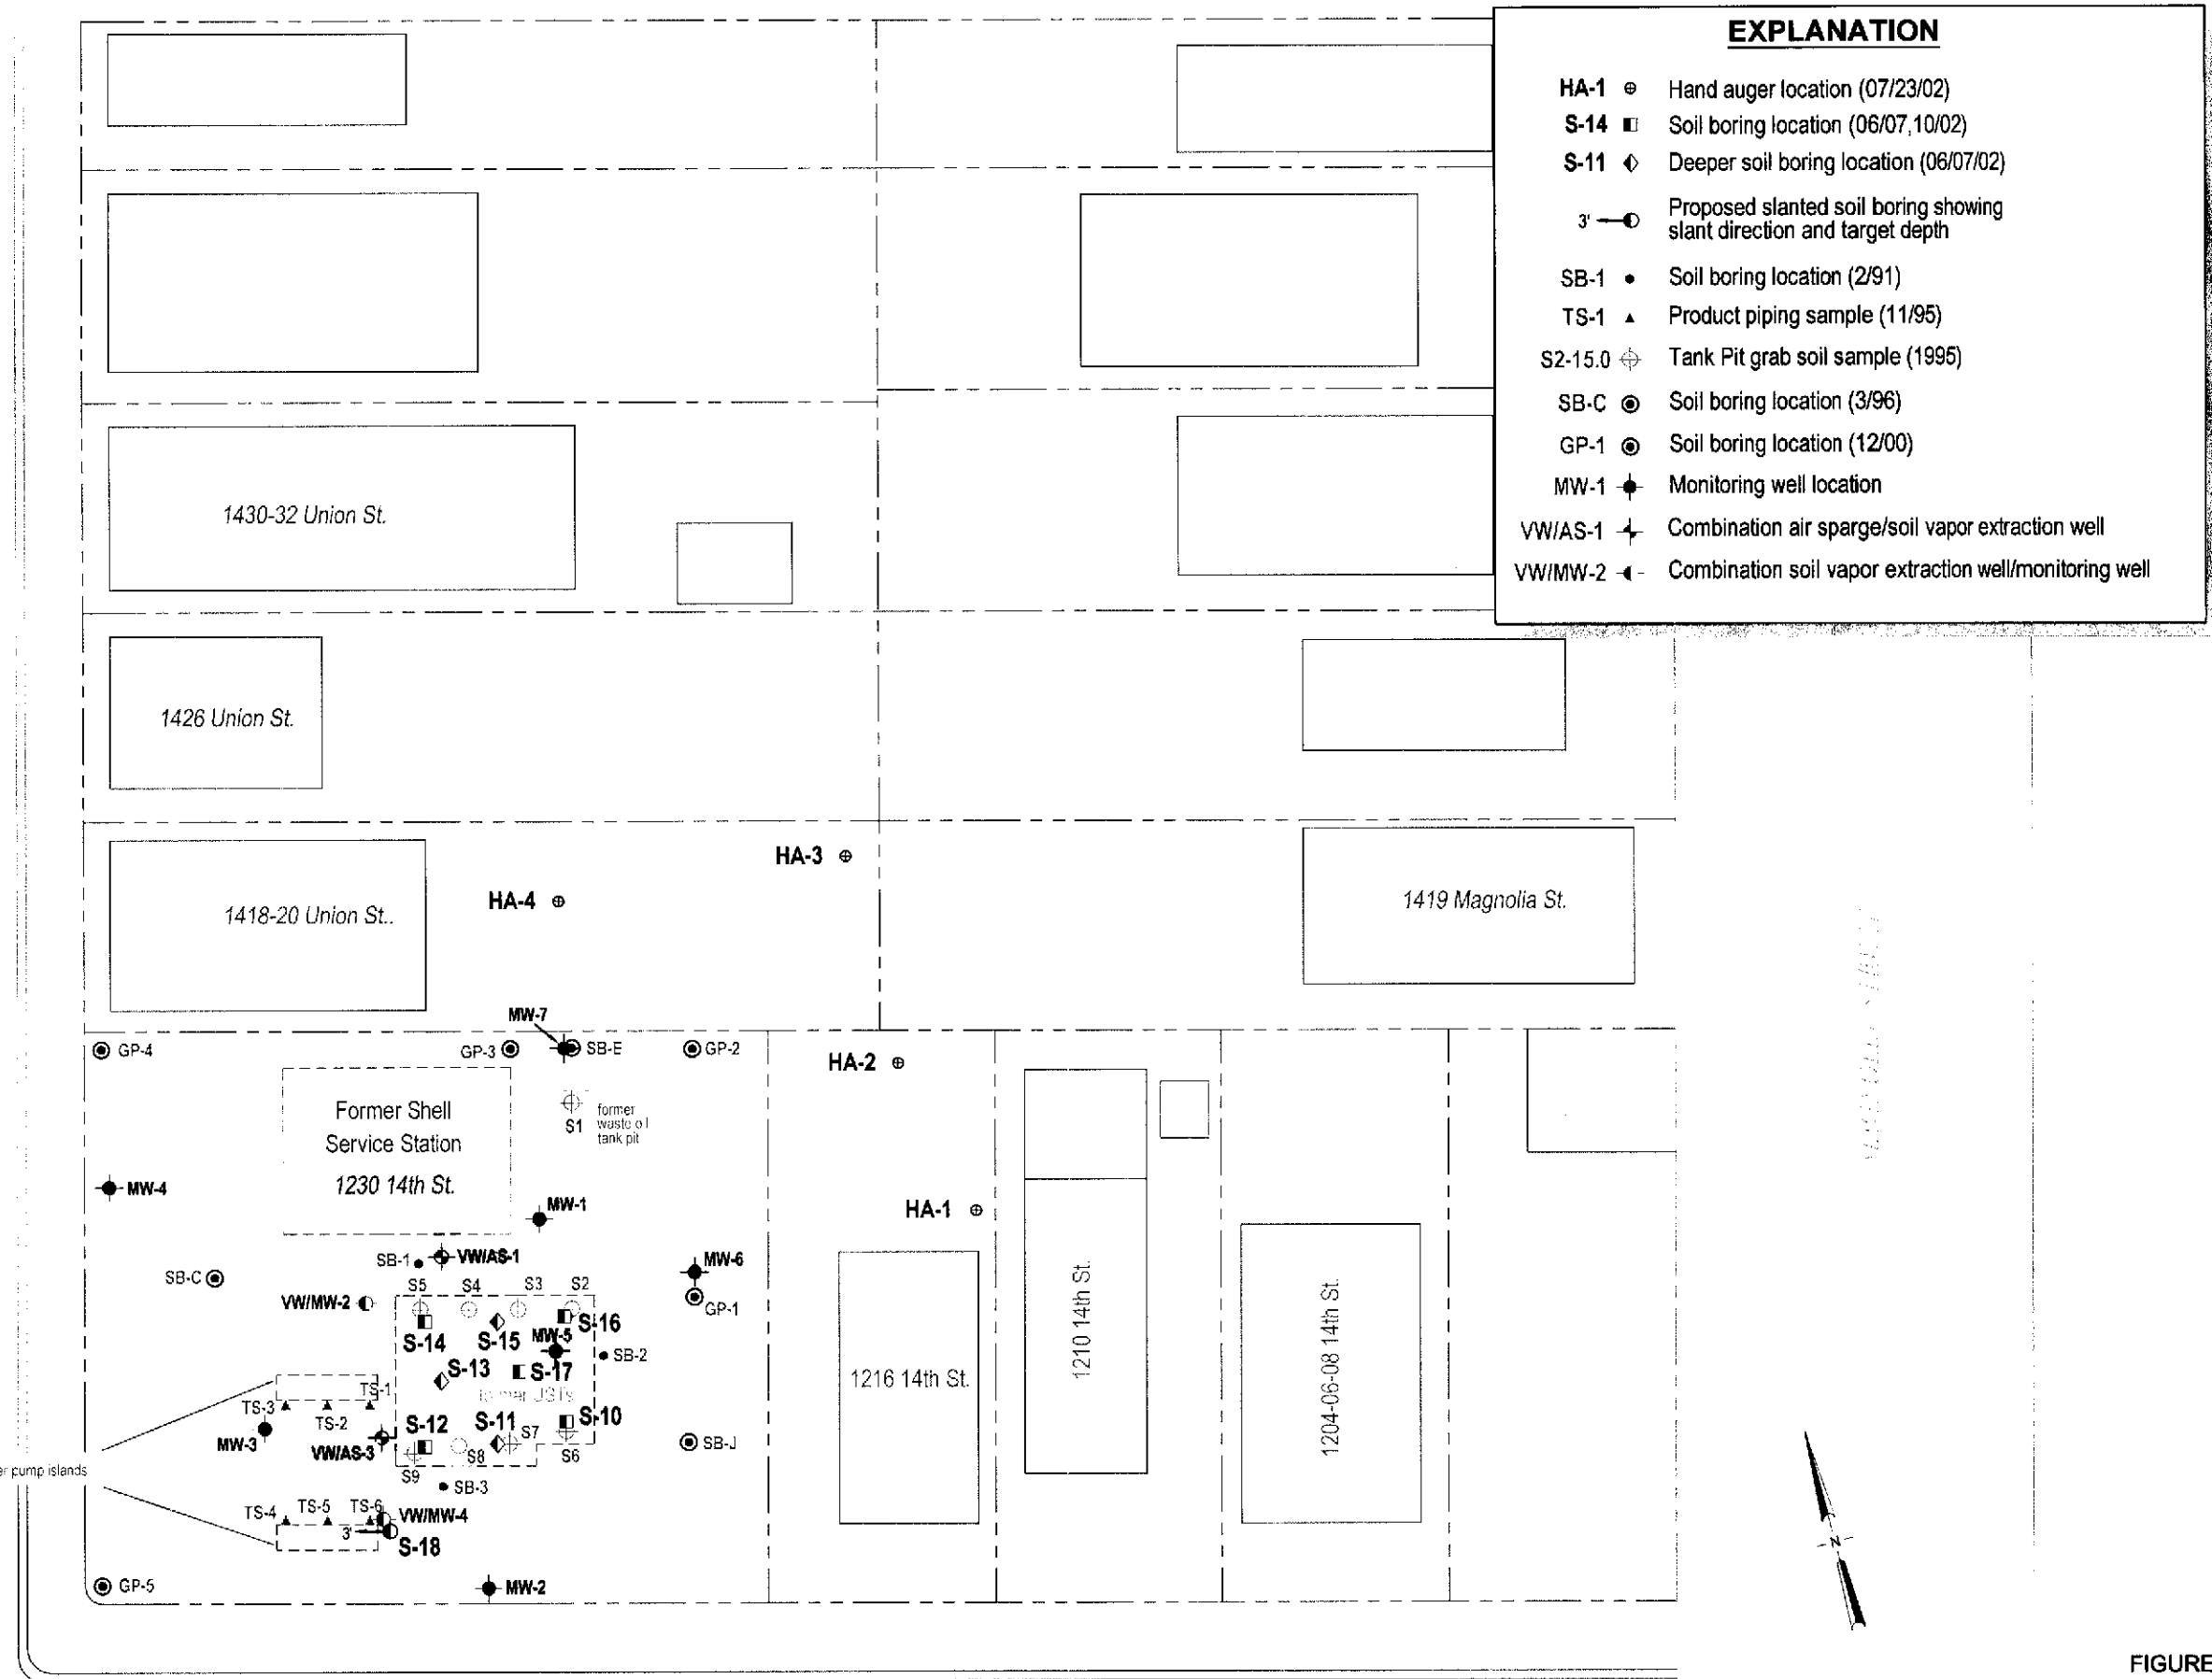 EXPLANATION
HA-1 Hand auger location (07/23/02)
S-14 Soil boring location (06/07,10/02)
S-11 Deeper soil boring location (06/07/02)
3' Proposed slanted soil boring showing
slant direction and target depth
SB-1 Soil boring location (2/91)
TS-1 Product piping sample (11/95)
S2-15.0 Tank Pit grab soil sample (1995)
SB-C Soil boring location (3/96)
GP-1 Soil boring location (12/00)
MW-1 Monitoring well location
VW/AS-1 Combination air sparge/soil vapor extraction well
VW/MW-2 Combination soil vapor extraction well/monitoring well
1430-32 Union St.
1426 Union St.
1418-20 Union St..
HA-3
HA-4
1419 Magnolia St.
MW-7
GP-4
GP-3
SB-E
GP-2
HA-2
Former Shell
Service Station
1230 14th St.
S1
former
waste oil
tank pit
MW-4
MW-1
HA-1
SB-1
VW/AS-1
MW-6
SB-C
S5
S4
S3
S2
VW/MW-2
GP-1
S-14
S-15
MW-5
S-16
SB-2
S-13
S-17
former USTs
TS-1
TS-3
TS-2
MW-3
S-12
S-11
S-10
VW/AS-3
S7
S8
S6
S9
SB-J
pump islands
SB-3
TS-4
TS-5
TS-6
VW/MW-4
3'
S-18
GP-5
MW-2
1216 14th St.
1210 14th St.
1204-06-08 14th St.
N
FIGURE